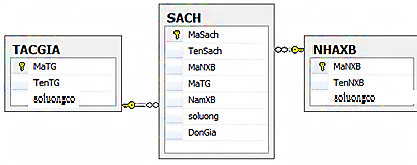 TACGIA
MaTG
TenTG
soluongco
SACH
MaSach
TenSach
MaNXB
MaTG
NamXB
soluong
DonGia
NHAXB
MaNXB
TenNXB
soluongco